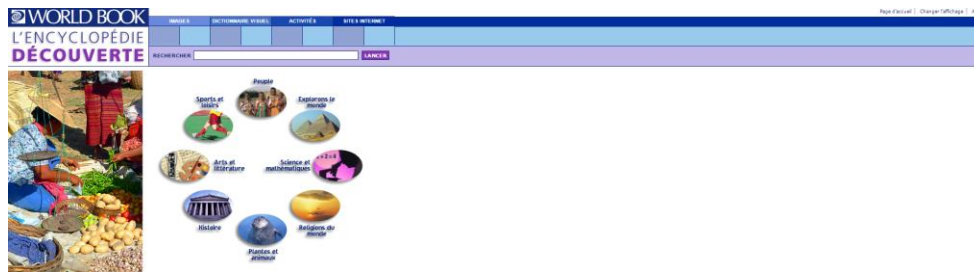 WORLD BOOK
L'ENCYCLOPÉDIE
DÉCOUVERTE
IMAGES
DICTIONNAIRE VISUEL
ACTIVITÉS
SITES INTERNET
Page d'accueil | Changer l'affichage |
RECHERCHER
LANCER
Peuple
Sports et
loisirs
Explorons le
monde
Arts et
littérature
Science et
mathématiques
Histoire
Religions du
monde
Plantes et
animaux